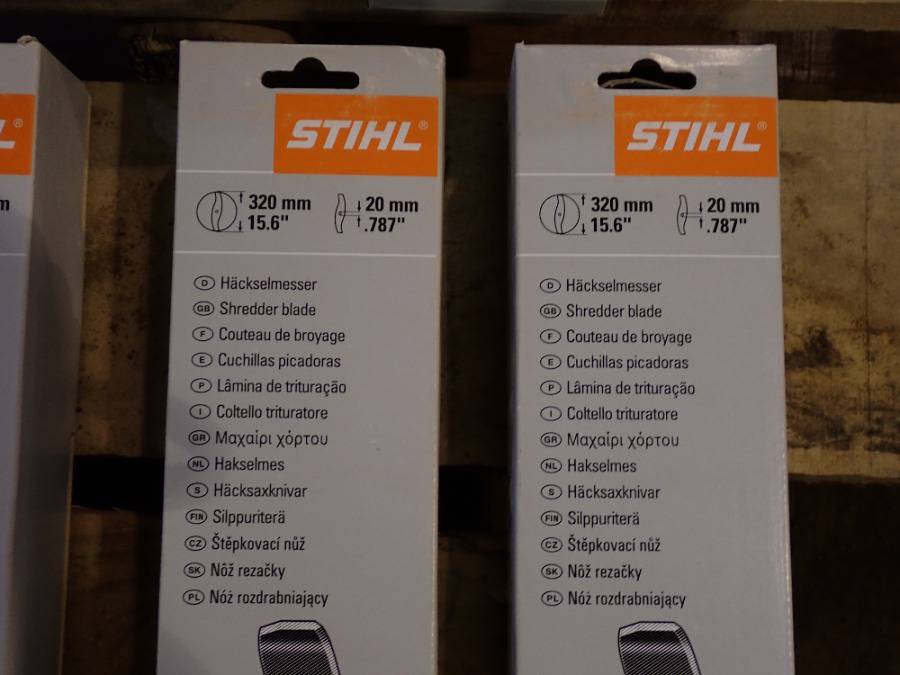 L®
m
STIHL®
320 mm
15.6"
20 mm
.787"
D Häckselmesser
GB Shredder blade
F Couteau de broyage
E Cuchillas picadoras
P Lâmina de trituração
I Coltello trituratore
GR Μαχαίρι χόρτου
NL Hakselmes
S Häcksaxknivar
FIN Silppuriterä
CZ Štěpkovací nůž
SK Nôž rezačky
PL Nóż rozdrabniający
STIHL®
320 mm
15.6"
20 mm
.787"
D Häckselmesser
GB Shredder blade
F Couteau de broyage
E Cuchillas picadoras
P Lâmina de trituração
I Coltello trituratore
GR Μαχαίρι χόρτου
NL Hakselmes
S Häcksaxknivar
FIN Silppuriterä
CZ Štěpkovací nůž
SK Nôž rezačky
PL Nóż rozdrabniający